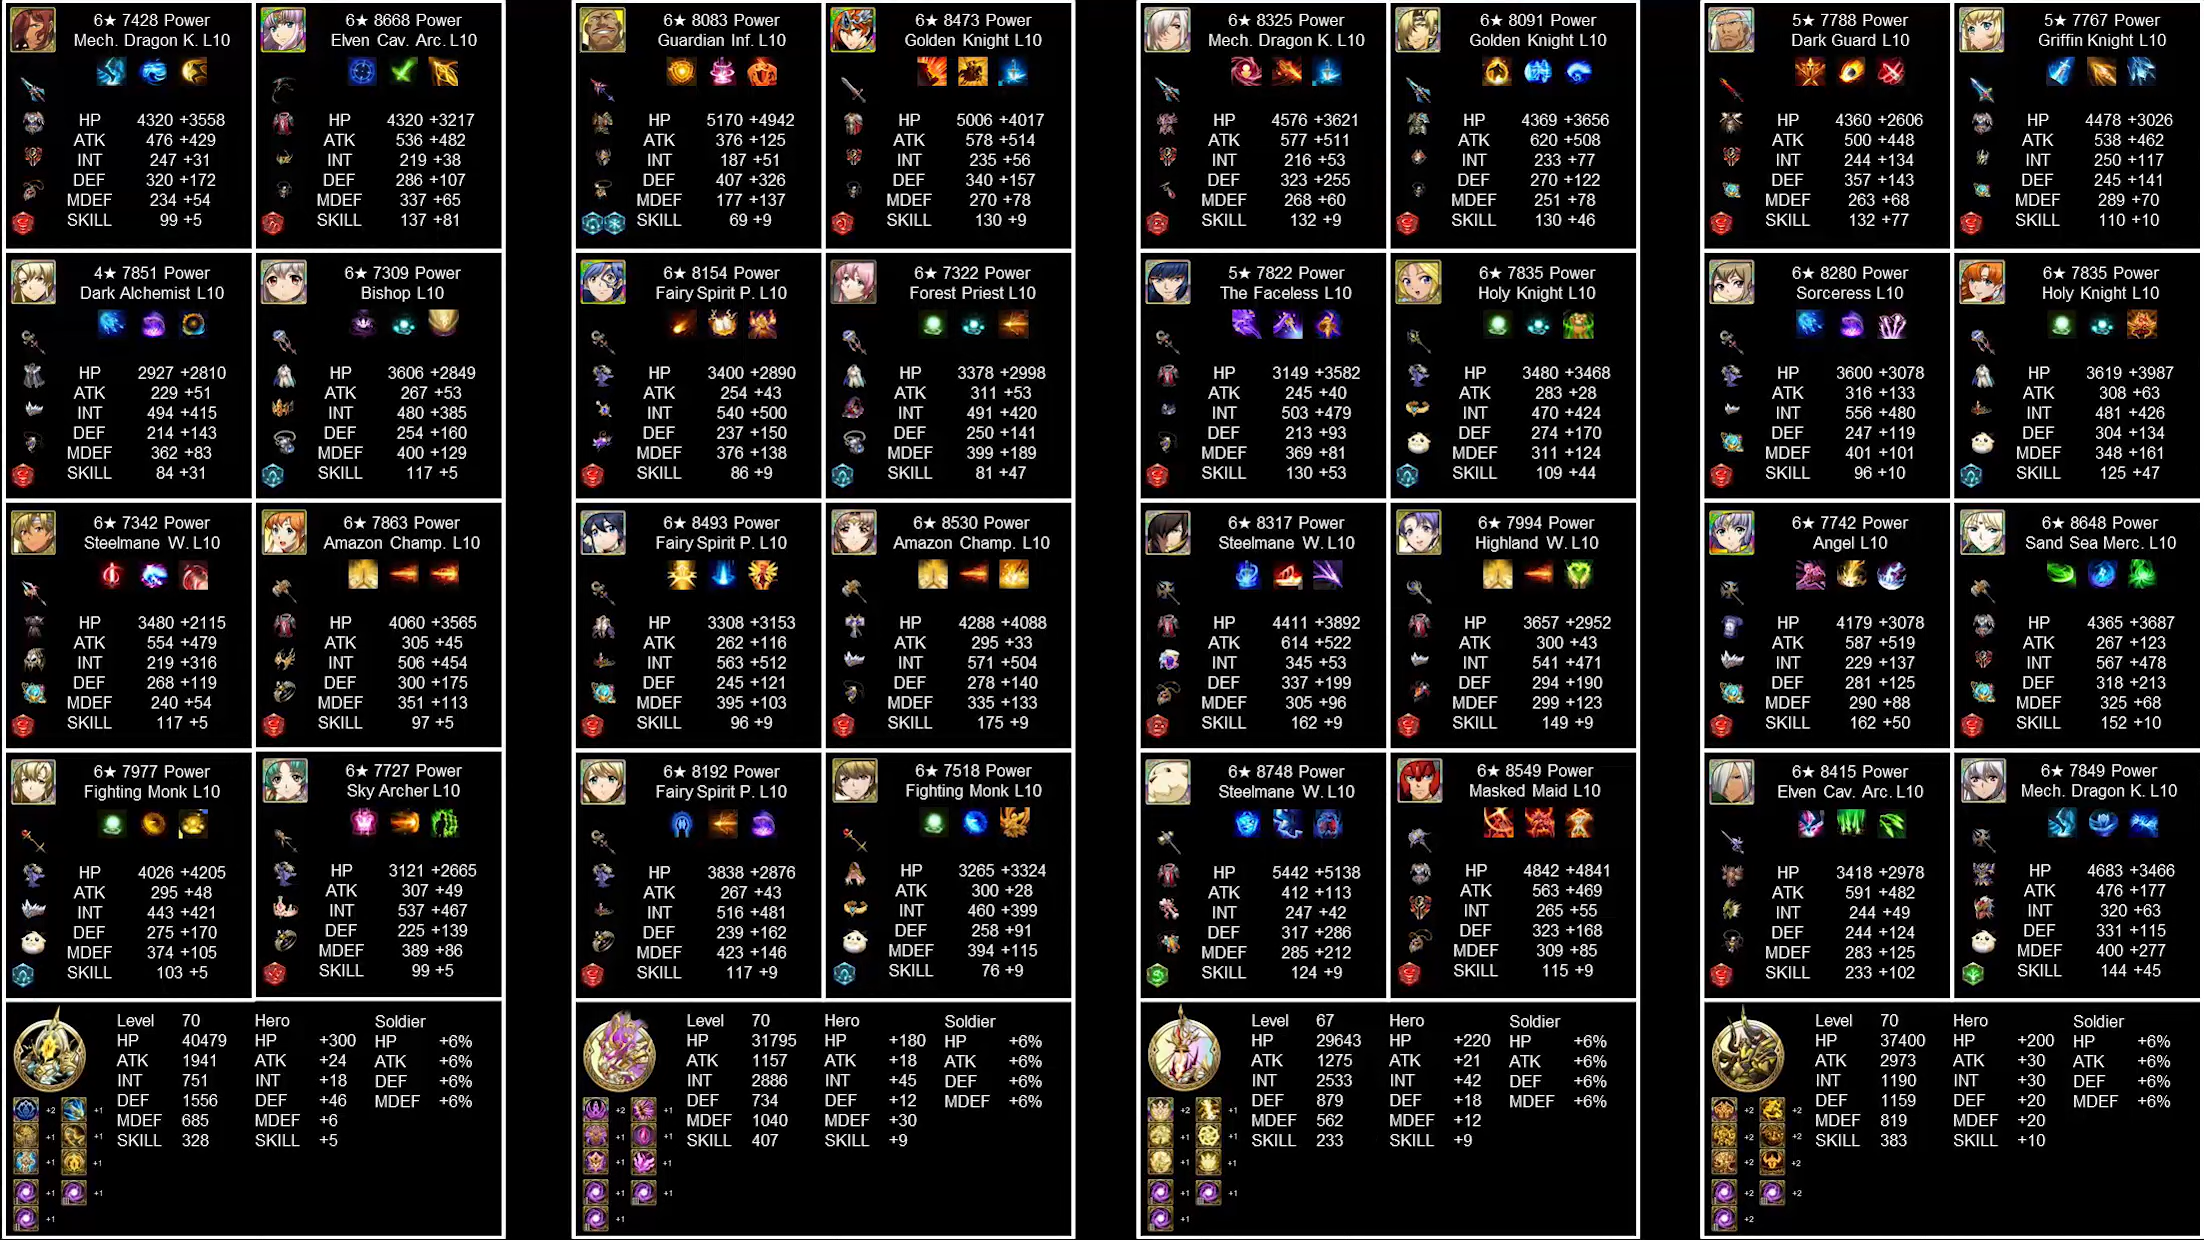 6★ 7428 Power
Mech. Dragon K. L10
HP 4320 +3558
ATK 476 +429
INT 247 +31
DEF 320 +172
MDEF 234 +54
SKILL 99 +5
6★ 8668 Power
Elven Cav. Arc. L10
HP 4320 +3217
ATK 536 +482
INT 219 +38
DEF 286 +107
MDEF 337 +65
SKILL 137 +81
4★ 7851 Power
Dark Alchemist L10
HP 2927 +2810
ATK 229 +51
INT 494 +415
DEF 214 +143
MDEF 362 +83
SKILL 84 +31
6★ 7309 Power
Bishop L10
HP 3606 +2849
ATK 267 +53
INT 480 +385
DEF 254 +160
MDEF 400 +129
SKILL 117 +5
6★ 7342 Power
Steelmane W. L10
HP 3480 +2115
ATK 554 +479
INT 219 +316
DEF 268 +119
MDEF 240 +54
SKILL 117 +5
6★ 7863 Power
Amazon Champ. L10
HP 4060 +3565
ATK 305 +45
INT 506 +454
DEF 300 +175
MDEF 351 +113
SKILL 97 +5
6★ 7977 Power
Fighting Monk L10
HP 4026 +4205
ATK 295 +48
INT 443 +421
DEF 275 +170
MDEF 374 +105
SKILL 103 +5
6★ 7727 Power
Sky Archer L10
HP 3121 +2665
ATK 307 +49
INT 537 +467
DEF 225 +139
MDEF 389 +86
SKILL 99 +5
Level 70 Hero Soldier
HP 40479 HP +300 HP +6%
ATK 1941 ATK +24 ATK +6%
INT 751 INT +18 DEF +6%
DEF 1556 DEF +46 MDEF +6%
MDEF 685 MDEF +6
SKILL 328 SKILL +5
+2 +1
+1 +1
+1 +1
+1 +1
+1
6★ 8083 Power
Guardian Inf. L10
HP 5170 +4942
ATK 376 +125
INT 187 +51
DEF 407 +326
MDEF 177 +137
SKILL 69 +9
6★ 8473 Power
Golden Knight L10
HP 5006 +4017
ATK 578 +514
INT 235 +56
DEF 340 +157
MDEF 270 +78
SKILL 130 +9
6★ 8154 Power
Fairy Spirit P. L10
HP 3400 +2890
ATK 254 +43
INT 540 +500
DEF 237 +150
MDEF 376 +138
SKILL 86 +9
6★ 7322 Power
Forest Priest L10
HP 3378 +2998
ATK 311 +53
INT 491 +420
DEF 250 +141
MDEF 399 +189
SKILL 81 +47
6★ 8493 Power
Fairy Spirit P. L10
HP 3308 +3153
ATK 262 +116
INT 563 +512
DEF 245 +121
MDEF 395 +103
SKILL 96 +9
6★ 8530 Power
Amazon Champ. L10
HP 4288 +4088
ATK 295 +33
INT 571 +504
DEF 278 +140
MDEF 335 +133
SKILL 175 +9
6★ 8192 Power
Fairy Spirit P. L10
HP 3838 +2876
ATK 267 +43
INT 516 +481
DEF 239 +162
MDEF 423 +146
SKILL 117 +9
6★ 7518 Power
Fighting Monk L10
HP 3265 +3324
ATK 300 +28
INT 460 +399
DEF 258 +91
MDEF 394 +115
SKILL 76 +9
Level 70 Hero Soldier
HP 31795 HP +180 HP +6%
ATK 1157 ATK +18 ATK +6%
INT 2886 INT +45 DEF +6%
DEF 734 DEF +12 MDEF +6%
MDEF 1040 MDEF +30
SKILL 407 SKILL +9
+2 +1
+1 +1
+1 +1
+1 +1
+1
6★ 8325 Power
Mech. Dragon K. L10
HP 4576 +3621
ATK 577 +511
INT 216 +53
DEF 323 +255
MDEF 268 +60
SKILL 132 +9
6★ 8091 Power
Golden Knight L10
HP 4369 +3656
ATK 620 +508
INT 233 +77
DEF 270 +122
MDEF 251 +78
SKILL 130 +46
5★ 7822 Power
The Faceless L10
HP 3149 +3582
ATK 245 +40
INT 503 +479
DEF 213 +93
MDEF 369 +81
SKILL 130 +53
6★ 7835 Power
Holy Knight L10
HP 3480 +3468
ATK 283 +28
INT 470 +424
DEF 274 +170
MDEF 311 +124
SKILL 109 +44
6★ 8317 Power
Steelmane W. L10
HP 4411 +3892
ATK 614 +522
INT 345 +53
DEF 337 +199
MDEF 305 +96
SKILL 162 +9
6★ 7994 Power
Highland W. L10
HP 3657 +2952
ATK 300 +43
INT 541 +471
DEF 294 +190
MDEF 299 +123
SKILL 149 +9
6★ 8748 Power
Steelmane W. L10
HP 5442 +5138
ATK 412 +113
INT 247 +42
DEF 317 +286
MDEF 285 +212
SKILL 124 +9
6★ 8549 Power
Masked Maid L10
HP 4842 +4841
ATK 563 +469
INT 265 +55
DEF 323 +168
MDEF 309 +85
SKILL 115 +9
Level 67 Hero Soldier
HP 29643 HP +220 HP +6%
ATK 1275 ATK +21 ATK +6%
INT 2533 INT +42 DEF +6%
DEF 879 DEF +18 MDEF +6%
MDEF 562 MDEF +12
SKILL 233 SKILL +9
+2 +1
+1 +1
+1 +1
+1 +1
+1
5★ 7788 Power
Dark Guard L10
HP 4360 +2606
ATK 500 +448
INT 244 +134
DEF 357 +143
MDEF 263 +68
SKILL 132 +77
5★ 7767 Power
Griffin Knight L10
HP 4478 +3026
ATK 538 +462
INT 250 +117
DEF 245 +141
MDEF 289 +70
SKILL 110 +10
6★ 8280 Power
Sorceress L10
HP 3600 +3078
ATK 316 +133
INT 556 +480
DEF 247 +119
MDEF 401 +101
SKILL 96 +10
6★ 7835 Power
Holy Knight L10
HP 3619 +3987
ATK 308 +63
INT 481 +426
DEF 304 +134
MDEF 348 +161
SKILL 125 +47
6★ 7742 Power
Angel L10
HP 4179 +3078
ATK 587 +519
INT 229 +137
DEF 281 +125
MDEF 290 +88
SKILL 162 +50
6★ 8648 Power
Sand Sea Merc. L10
HP 4365 +3687
ATK 267 +123
INT 567 +478
DEF 318 +213
MDEF 325 +68
SKILL 152 +10
6★ 8415 Power
Elven Cav. Arc. L10
HP 3418 +2978
ATK 591 +482
INT 244 +49
DEF 244 +124
MDEF 283 +125
SKILL 233 +102
6★ 7849 Power
Mech. Dragon K. L10
HP 4683 +3466
ATK 476 +177
INT 320 +63
DEF 331 +115
MDEF 400 +277
SKILL 144 +45
Level 70 Hero Soldier
HP 37400 HP +200 HP +6%
ATK 2973 ATK +30 ATK +6%
INT 1190 INT +30 DEF +6%
DEF 1159 DEF +20 MDEF +6%
MDEF 819 MDEF +20
SKILL 383 SKILL +10
+2 +2
+2 +2
+2 +2
+2 +2
+2